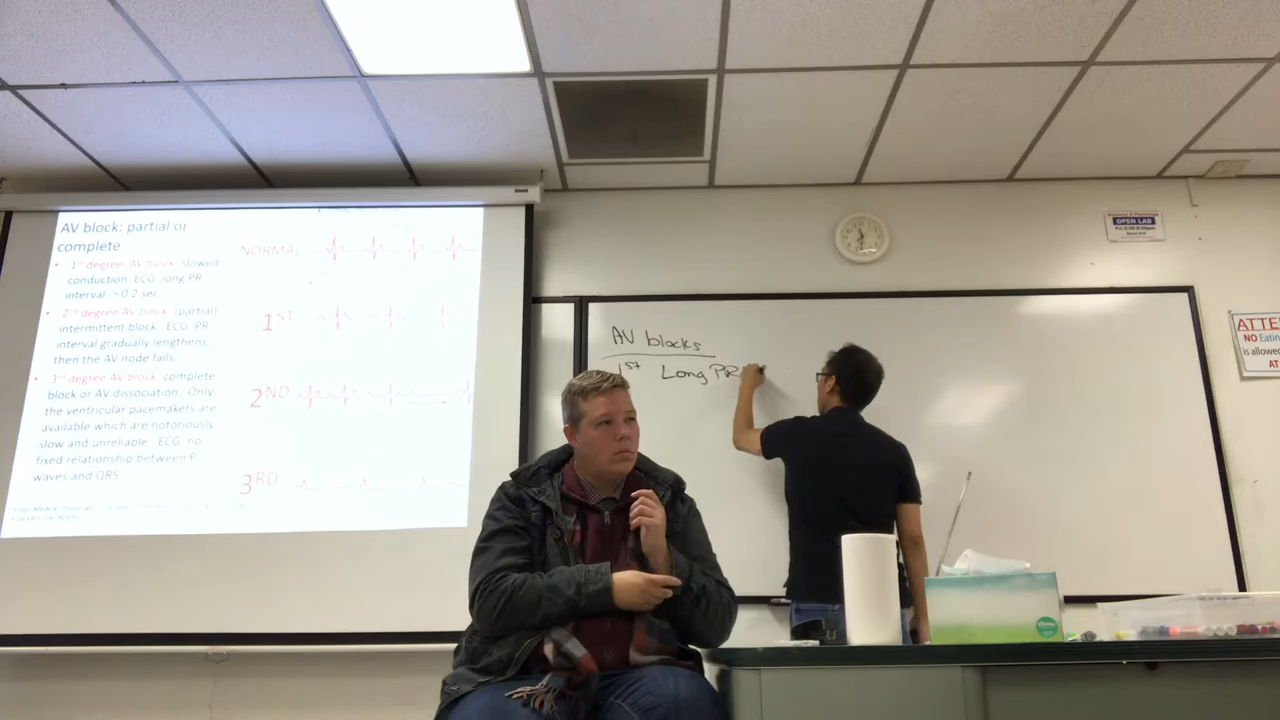 AV block: partial or
complete
• 1st degree AV block: slowed
conduction. ECG: long PR
interval: >0.2 sec
• 2nd degree AV block: (partial)
intermittent block. ECG: PR
interval gradually lengthens,
then the AV node fails.
• 3rd degree AV block: complete
block or AV dissociation. Only
the ventricular pacemakers are
available which are notoriously
slow and unreliable. ECG: no
fixed relationship between P
waves and QRS
NORMAL
1ST
2ND
3RD
AV blocks
1st Long PR
OPEN LAB
ATTE
NO Eatin
is allowe
AT